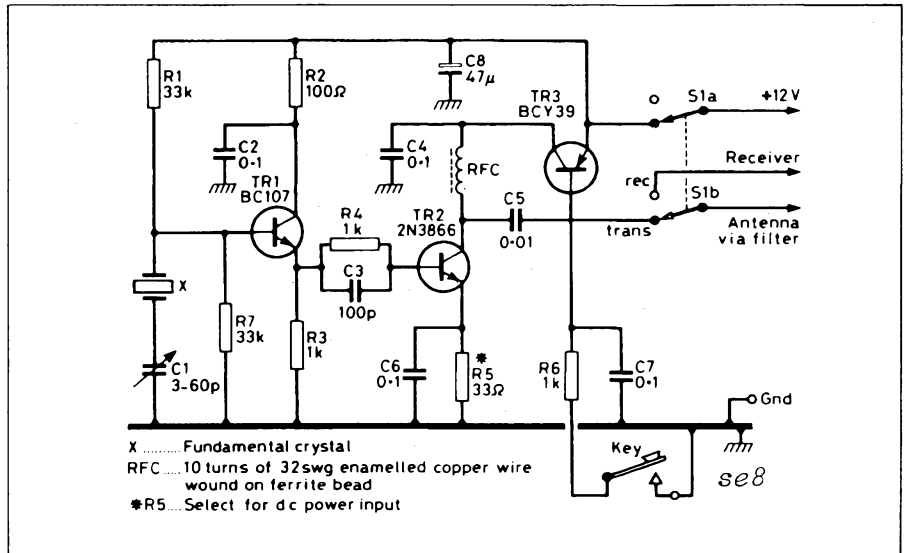 R1
33k
R2
100Ω
C8
47μ
TR3
BCY39
S1a
+12V
C2
0·1
C4
0·1
RFC
Receiver
rec
S1b
TR1
BC107
R4
1k
TR2
2N3866
C5
0·01
trans
Antenna
via filter
C3
100p
X
R7
33k
R3
1k
C1
3-60p
C6
0·1
*
R5
33Ω
R6
1k
C7
0·1
Gnd
X ......... Fundamental crystal
RFC ..... 10 turns of 32swg enamelled copper wire
wound on ferrite bead
*R5.... Select for dc power input
Key
se8